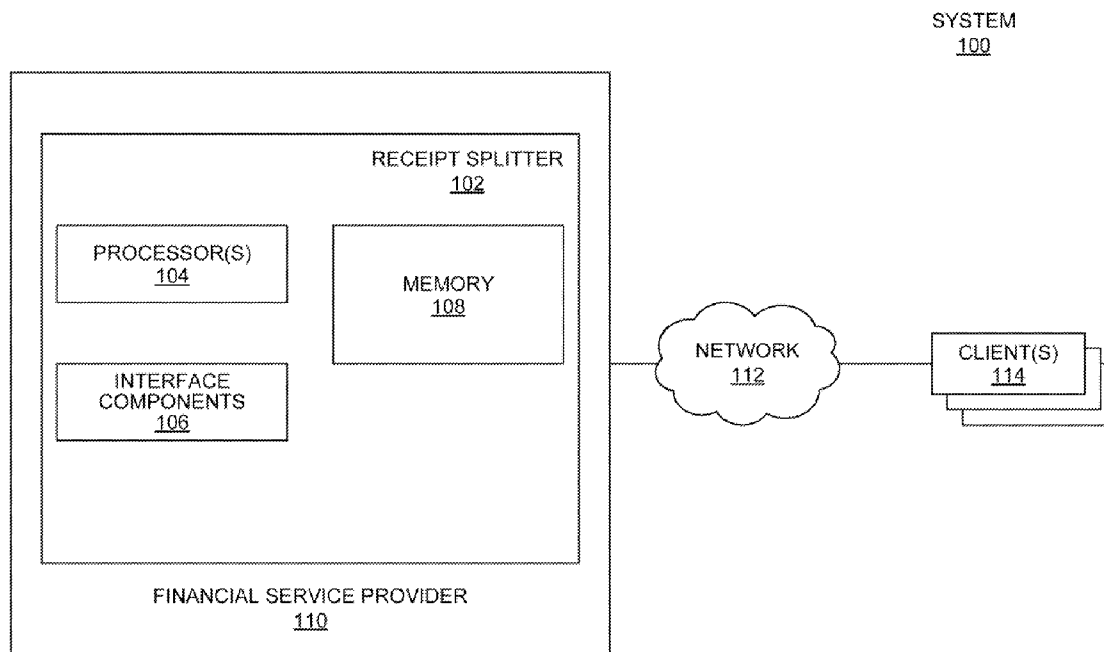 SYSTEM
100
RECEIPT SPLITTER
102
PROCESSOR(S)
104
MEMORY
108
INTERFACE
COMPONENTS
106
NETWORK
112
CLIENT(S)
114
FINANCIAL SERVICE PROVIDER
110